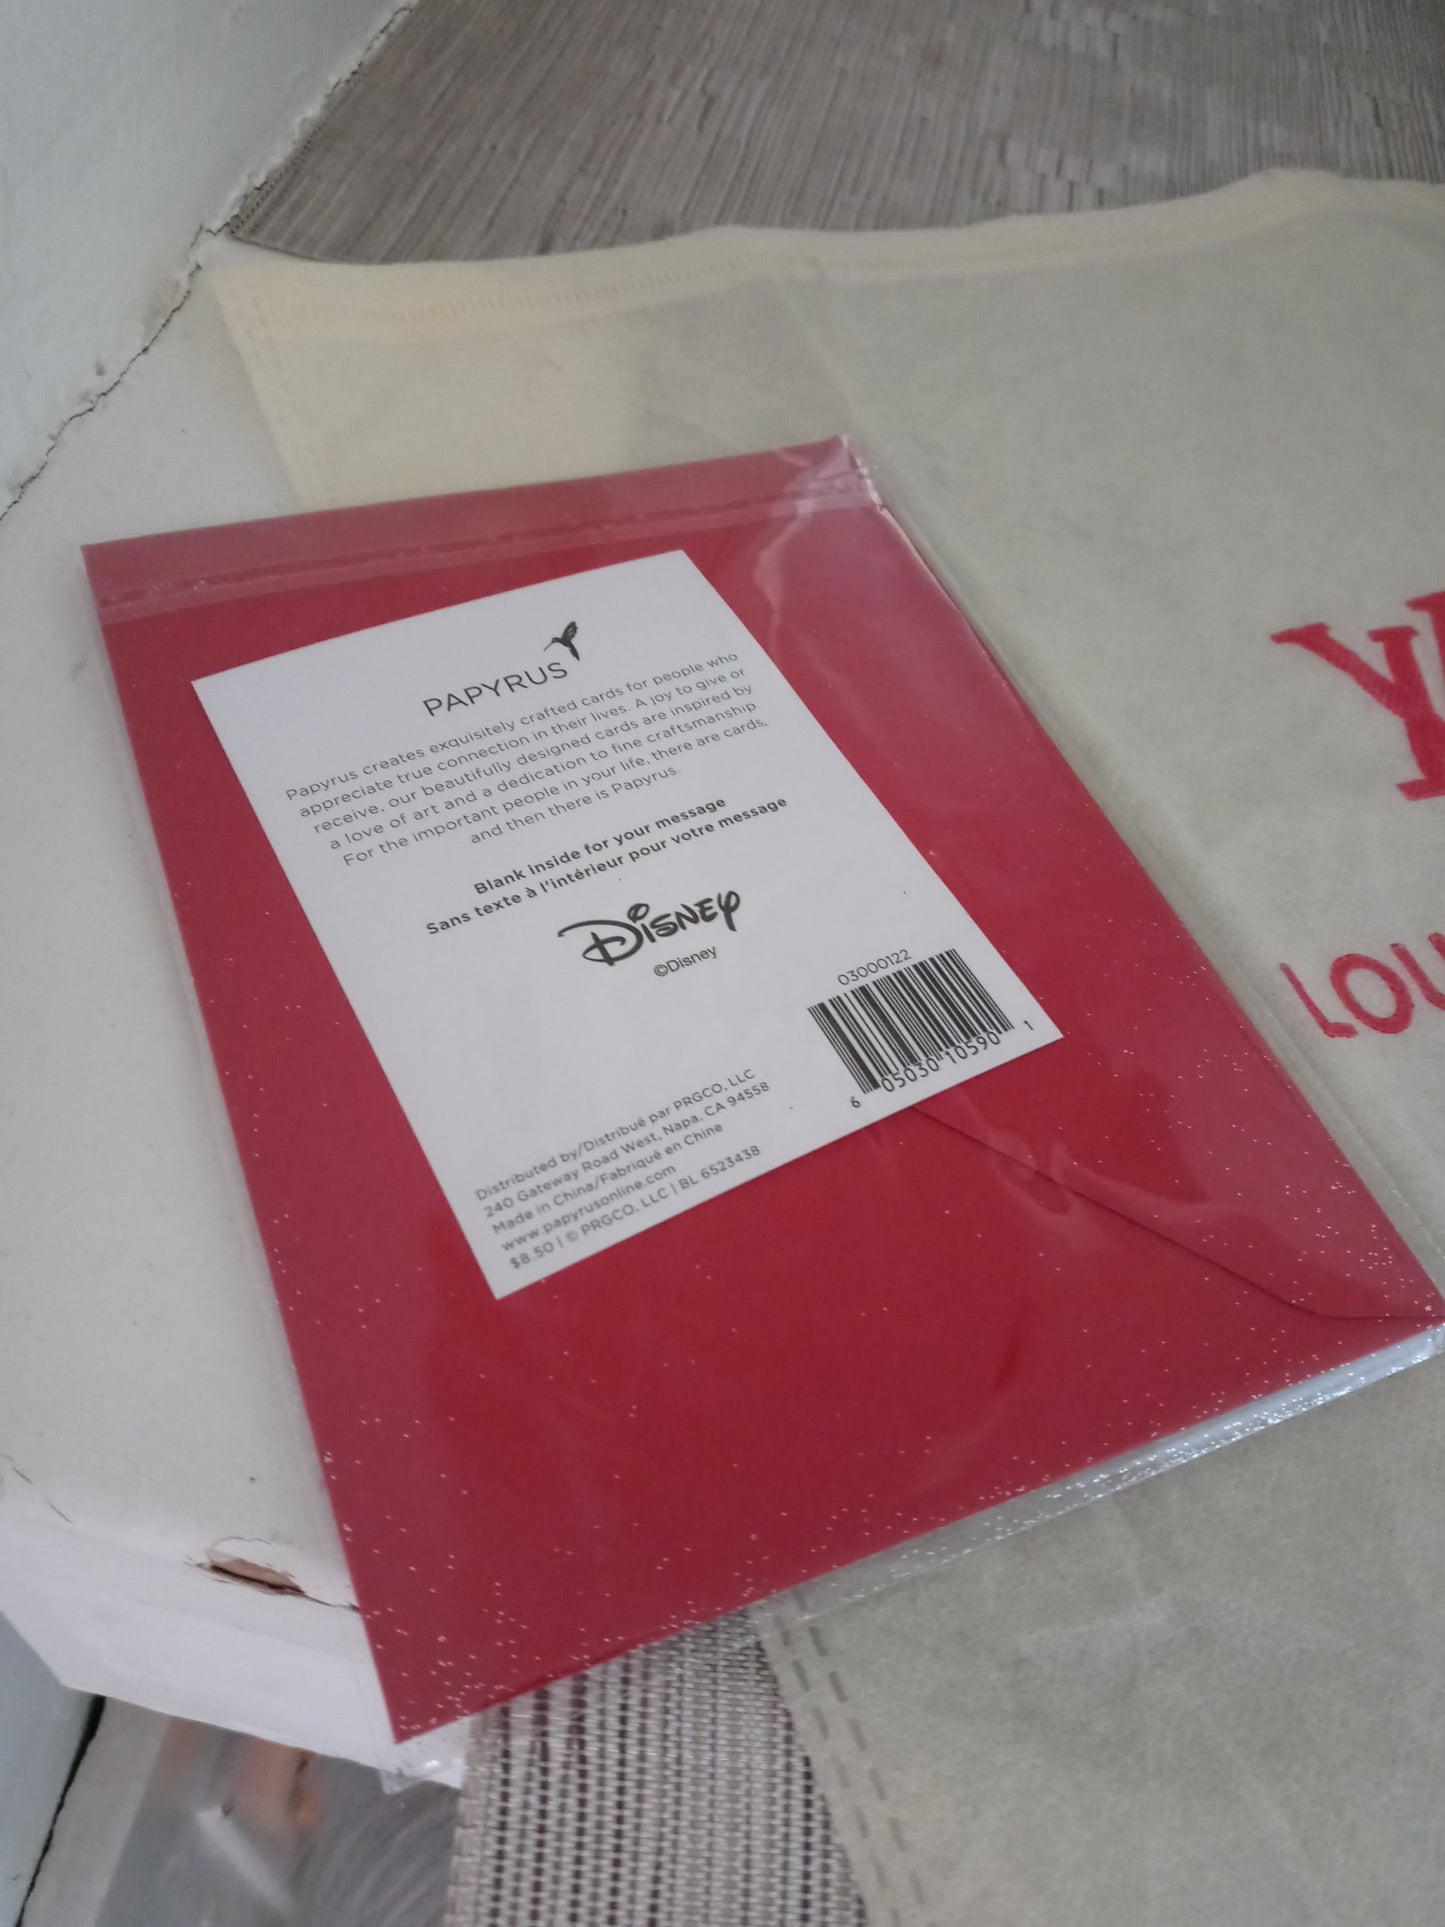 PAPYRUS
Papyrus creates exquisitely crafted cards for people who
appreciate true connection in their lives. A joy to give or
receive, our beautifully designed cards are inspired by
a love of art and a dedication to fine craftsmanship
For the important people in your life, there are cards,
and then there is Papyrus.
Blank inside for your message
Sans texte à l'intérieur pour votre message
Disney
©Disney
03000122
6 05030 10590 1
Distributed by/Distribué par PRGCO, LLC
240 Gateway Road West, Napa, CA 94558
Made in China/Fabriqué en Chine
www.papyrusonline.com
$8.50 | © PRGCO, LLC | BL 6523438
LOU